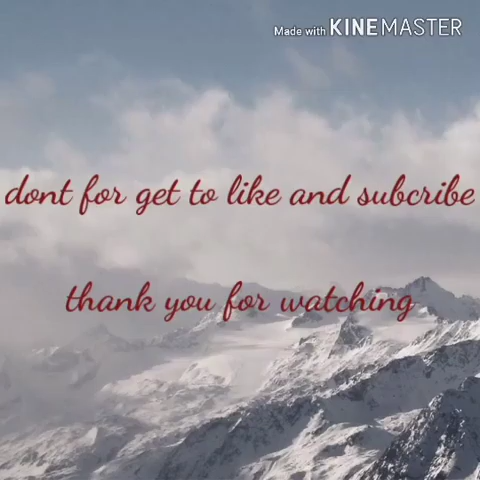 Made with KINEMASTER
dont for get to like and subcribe
thank you for watching